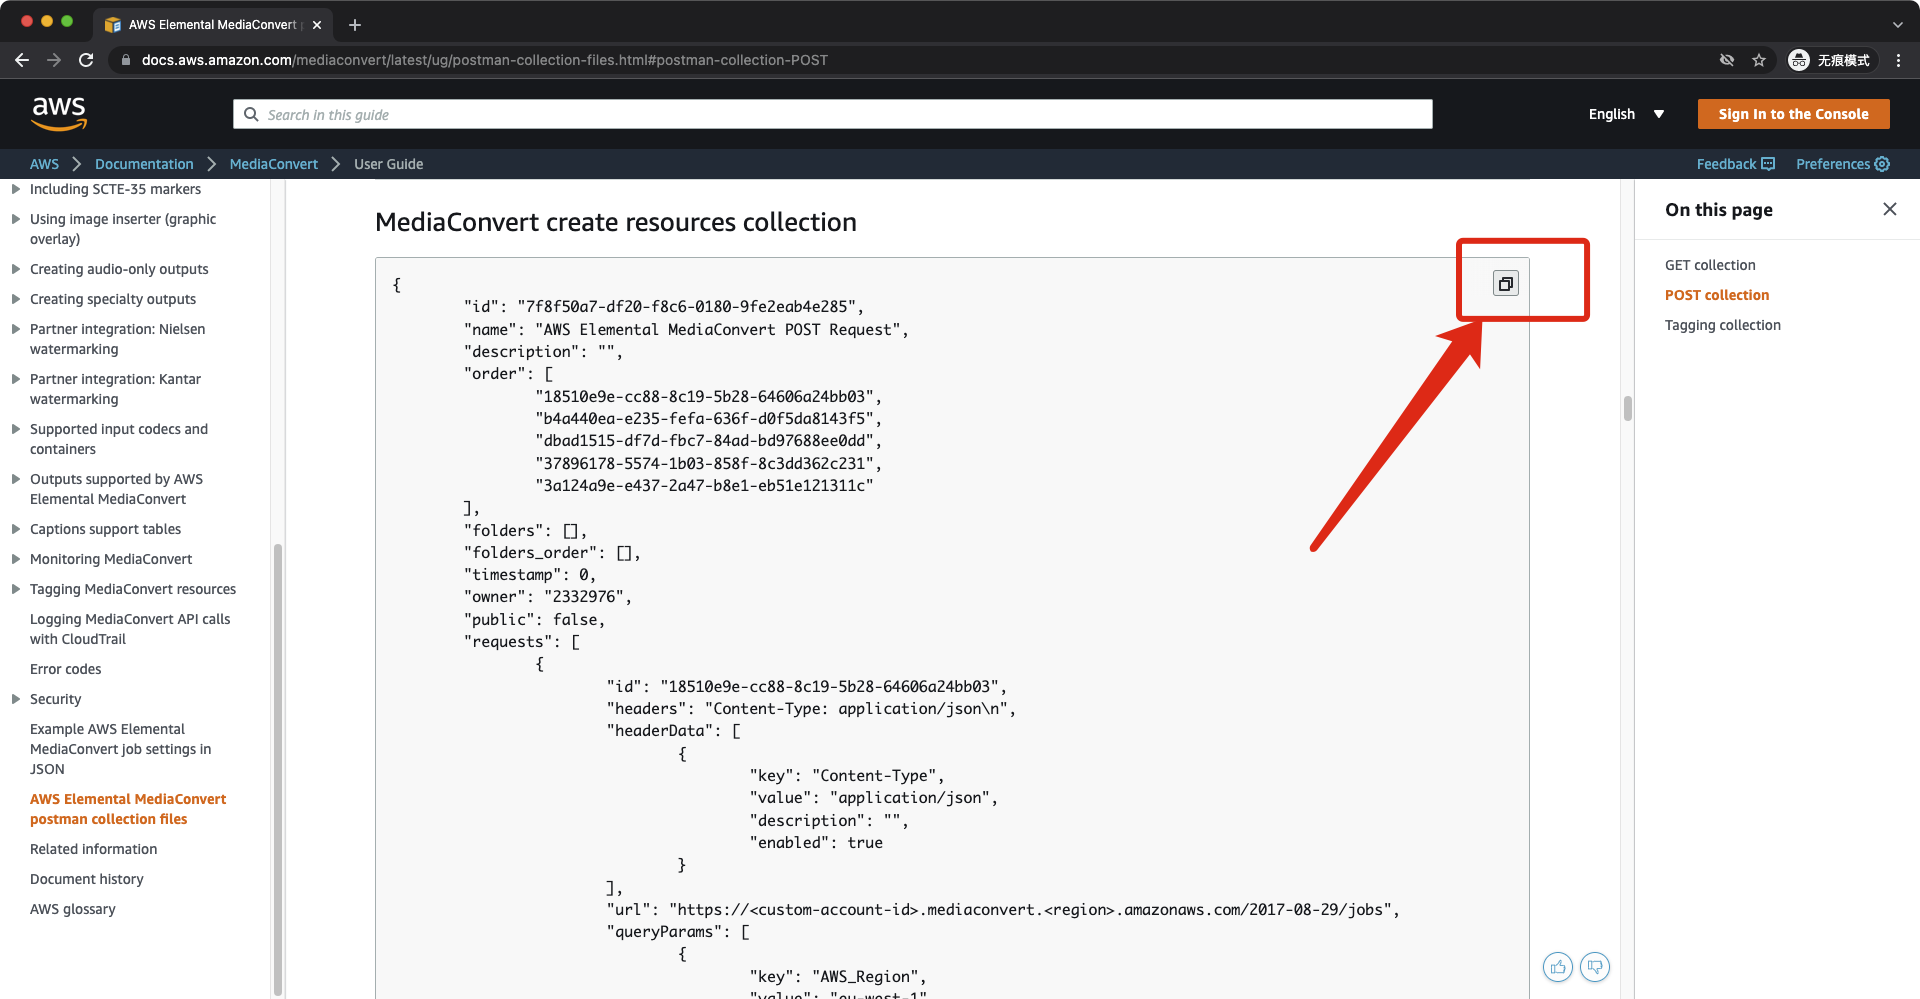 AWS Elemental MediaConvert
docs.aws.amazon.com/mediaconvert/latest/ug/postman-collection-files.html#postman-collection-POST
无痕模式
aws
Search in this guide
English
Sign In to the Console
AWS
Documentation
MediaConvert
User Guide
Feedback
Preferences
Including SCTE-35 markers
Using image inserter (graphic
overlay)
Creating audio-only outputs
Creating specialty outputs
Partner integration: Nielsen
watermarking
Partner integration: Kantar
watermarking
Supported input codecs and
containers
Outputs supported by AWS
Elemental MediaConvert
Captions support tables
Monitoring MediaConvert
Tagging MediaConvert resources
Logging MediaConvert API calls
with CloudTrail
Error codes
Security
Example AWS Elemental
MediaConvert job settings in
JSON
AWS Elemental MediaConvert
postman collection files
Related information
Document history
AWS glossary
MediaConvert create resources collection
{
"id": "7f8f50a7-df20-f8c6-0180-9fe2eab4e285",
"name": "AWS Elemental MediaConvert POST Request",
"description": "",
"order": [
"18510e9e-cc88-8c19-5b28-64606a24bb03",
"b4a440ea-e235-fefa-636f-d0f5da8143f5",
"dbad1515-df7d-fbc7-84ad-bd97688ee0dd",
"37896178-5574-1b03-858f-8c3dd362c231",
"3a124a9e-e437-2a47-b8e1-eb51e121311c"
],
"folders": [],
"folders_order": [],
"timestamp": 0,
"owner": "2332976",
"public": false,
"requests": [
{
"id": "18510e9e-cc88-8c19-5b28-64606a24bb03",
"headers": "Content-Type: application/json\n",
"headerData": [
{
"key": "Content-Type",
"value": "application/json",
"description": "",
"enabled": true
}
],
"url": "https://<custom-account-id>.mediaconvert.<region>.amazonaws.com/2017-08-29/jobs",
"queryParams": [
{
"key": "AWS_Region",
"value": "eu-west-1"
On this page
GET collection
POST collection
Tagging collection